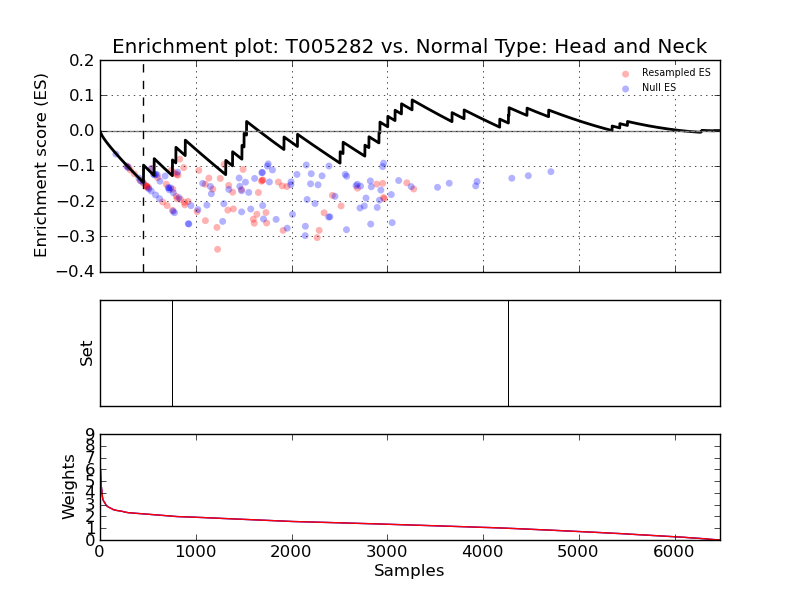 Enrichment plot: T005282 vs. Normal Type: Head and Neck
Enrichment score (ES)
0.2
0.1
0.0
−0.1
−0.2
−0.3
−0.4
Resampled ES
Null ES
Set
Weights
9
8
7
6
5
4
3
2
1
0
0 1000 2000 3000 4000 5000 6000
Samples